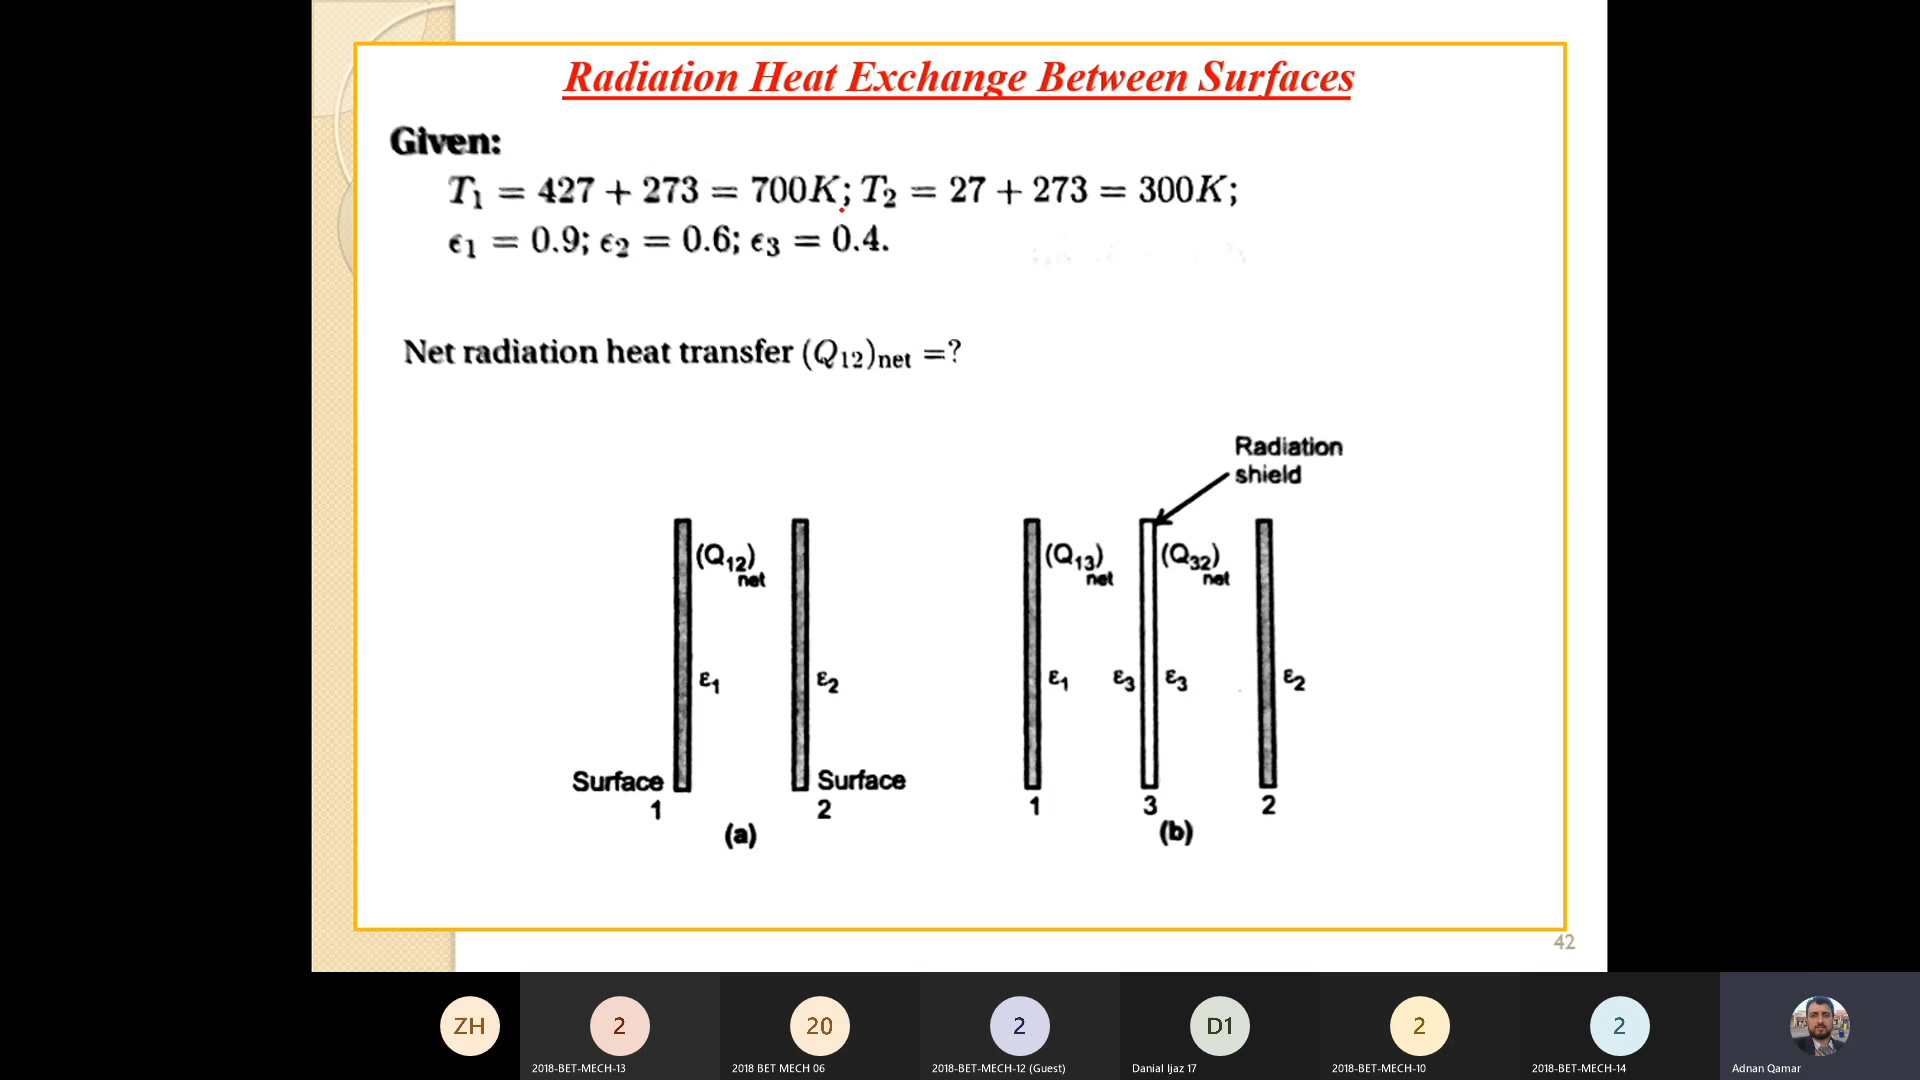 Radiation Heat Exchange Between Surfaces
Given:
T₁ = 427 + 273 = 700K; T₂ = 27 + 273 = 300K;
ϵ₁ = 0.9; ϵ₂ = 0.6; ϵ₃ = 0.4.
Net radiation heat transfer (Q₁₂)net =?
Radiation
shield
(Q₁₂)net
(Q₁₃)net
(Q₃₂)net
ε₁
ε₂
ε₁
ε₃
ε₃
ε₂
Surface
1
Surface
2
(a)
1
3
2
(b)
42
ZH
2
20
2
D1
2
2
2018-BET-MECH-13
2018 BET MECH 06
2018-BET-MECH-12 (Guest)
Danial Ijaz 17
2018-BET-MECH-10
2018-BET-MECH-14
Adnan Qamar